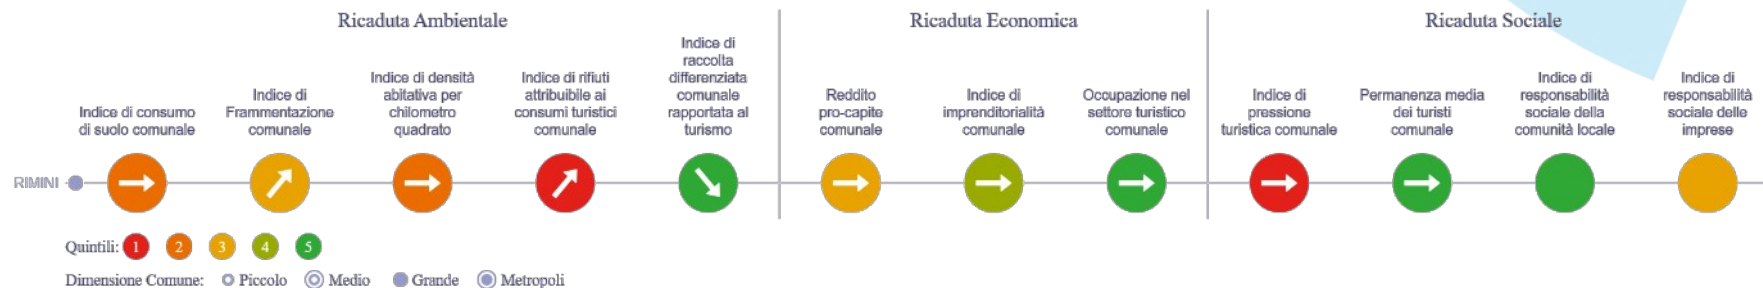 Ricaduta Ambientale
Ricaduta Economica
Ricaduta Sociale
Indice di consumo
di suolo comunale
Indice di
Frammentazione
comunale
Indice di densità
abitativa per
chilometro
quadrato
Indice di rifiuti
attribuibile ai
consumi turistici
comunale
Indice di
raccolta
differenziata
comunale
rapportata al
turismo
Reddito
pro-capite
comunale
Indice di
imprenditorialità
comunale
Occupazione nel
settore turistico
comunale
Indice di
pressione
turistica comunale
Permanenza media
dei turisti
comunale
Indice di
responsabilità
sociale della
comunità locale
Indice di
responsabilità
sociale delle
imprese
RIMINI
Quintili: 1 2 3 4 5
Dimensione Comune: Piccolo Medio Grande Metropoli